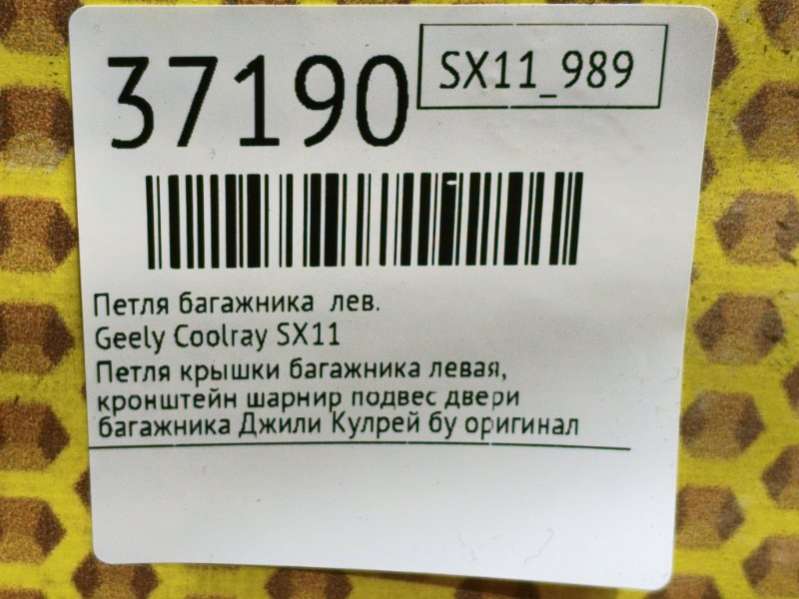 37190
SX11_989
Петля багажника лев.
Geely Coolray SX11
Петля крышки багажника левая,
кронштейн шарнир подвес двери
багажника Джили Кулрей бу оригинал